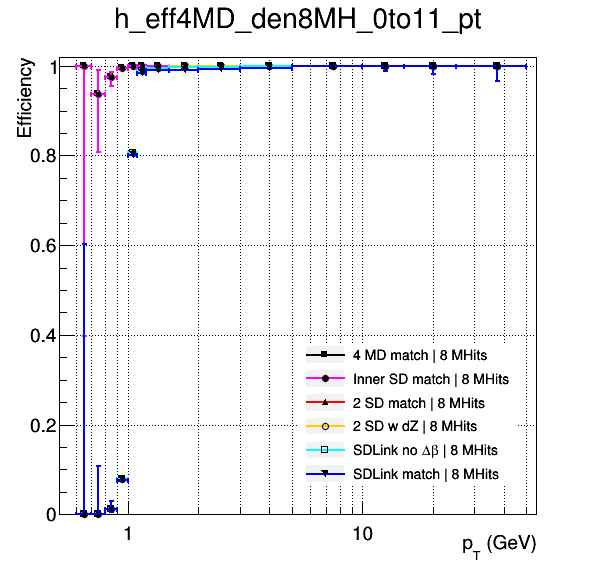 h_eff4MD_den8MH_0to11_pt
Efficiency
1
0.8
0.6
0.4
0.2
0
4 MD match | 8 MHits
Inner SD match | 8 MHits
2 SD match | 8 MHits
2 SD w dZ | 8 MHits
SDLink no Δβ | 8 MHits
SDLink match | 8 MHits
1 10
p_T (GeV)